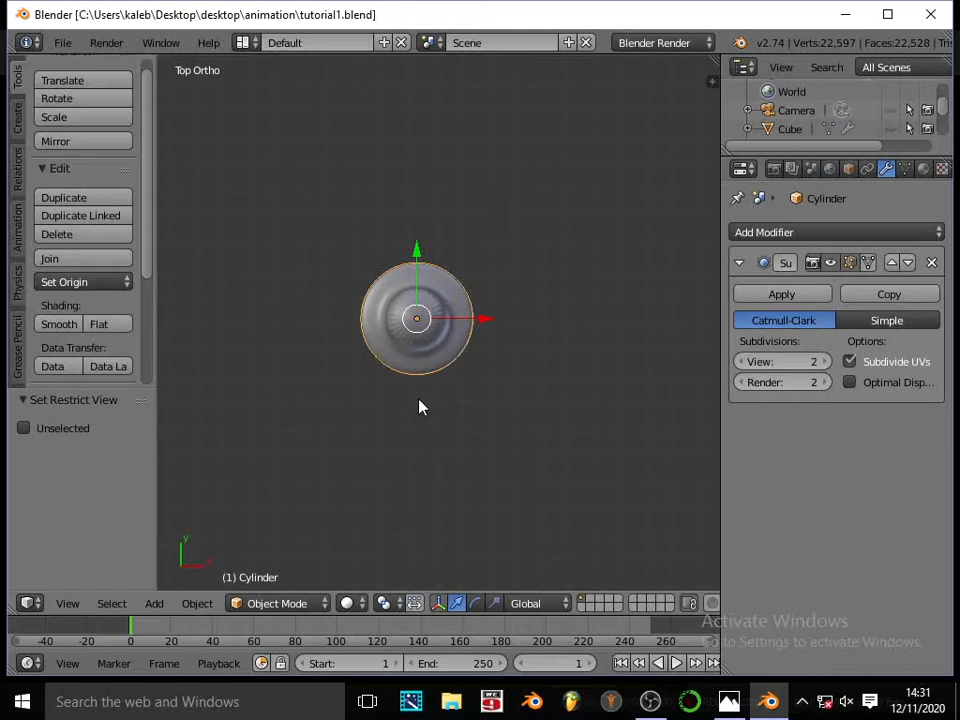 Blender [C:\Users\kaleb\Desktop\desktop\animation\tutorial1.blend]
File Render Window Help Default Scene Blender Render v2.74 | Verts:22,597 | Faces:22,528 | Tris
Tools
Create
Relations
Animation
Physics
Grease Pencil
Translate
Rotate
Scale
Mirror
Edit
Duplicate
Duplicate Linked
Delete
Join
Set Origin
Shading:
Smooth Flat
Data Transfer:
Data Data La
Set Restrict View
Unselected
Top Ortho
y
(1) Cylinder
View Search All Scenes
World
Camera
Cube
Cylinder
Add Modifier
Su
Apply Copy
Catmull-Clark Simple
Subdivisions: Options:
View: 2 Subdivide UVs
Render: 2 Optimal Disp...
View Select Add Object Object Mode Global
Activate Windows
Go to Settings to activate Windows.
-40 -20 0 20 40 60 80 100 120 140 160 180 200 220 240 260
View Marker Frame Playback Start: 1 End: 250 1
Search the web and Windows
14:31
12/11/2020